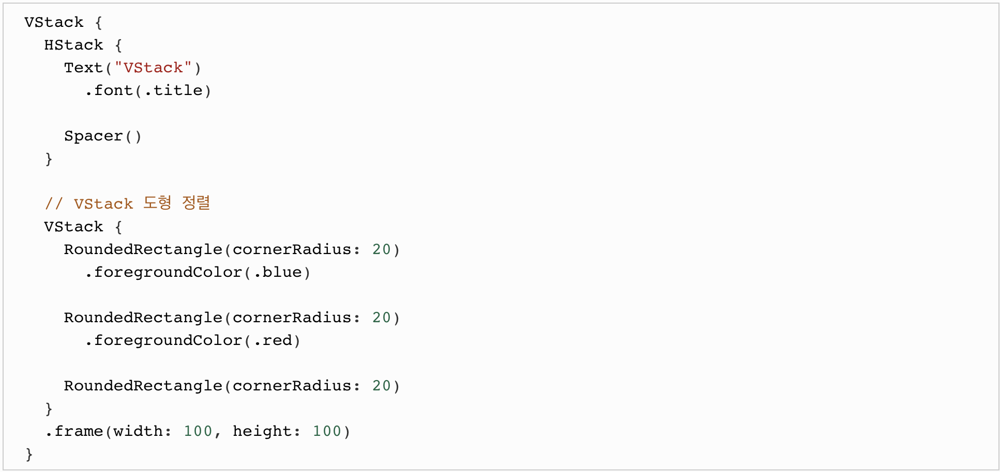 VStack {
  HStack {
    Text("VStack")
      .font(.title)

    Spacer()
  }

  // VStack 도형 정렬
  VStack {
    RoundedRectangle(cornerRadius: 20)
      .foregroundColor(.blue)

    RoundedRectangle(cornerRadius: 20)
      .foregroundColor(.red)

    RoundedRectangle(cornerRadius: 20)
  }
  .frame(width: 100, height: 100)
}